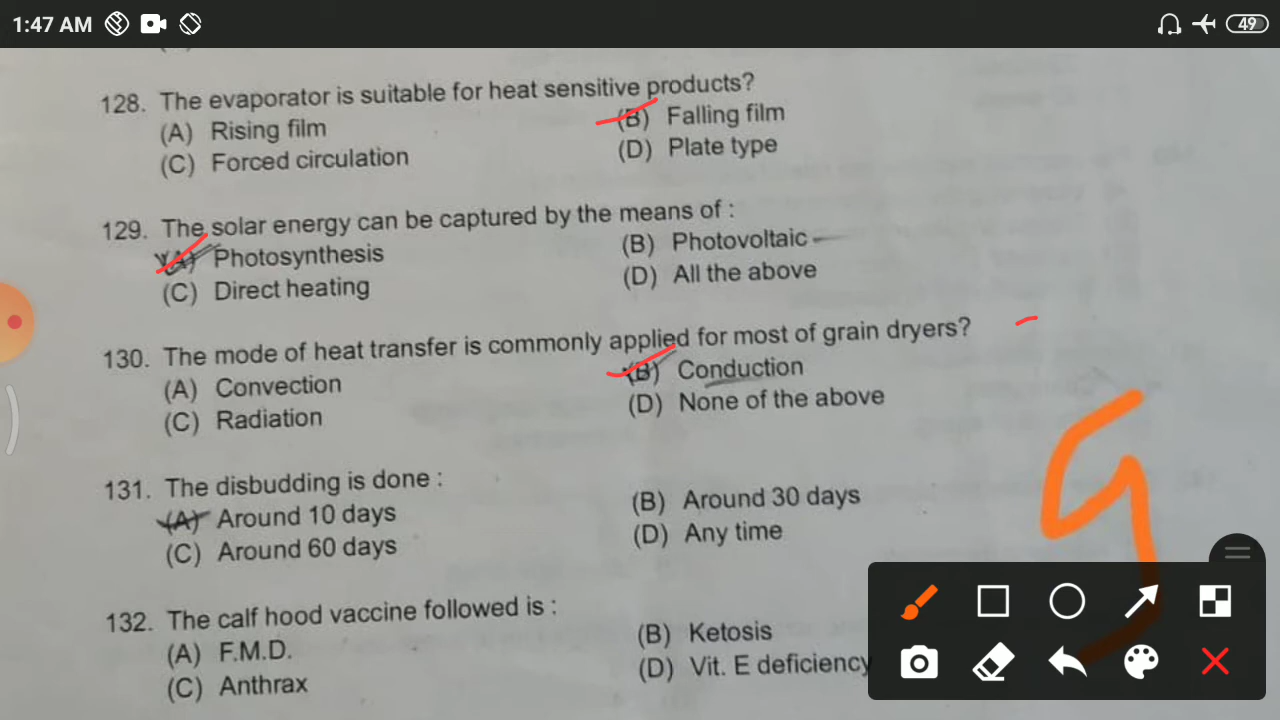 1:47 AM
49
128. The evaporator is suitable for heat sensitive products?
(A) Rising film
(B) Falling film
(C) Forced circulation
(D) Plate type
129. The solar energy can be captured by the means of :
(A) Photosynthesis
(B) Photovoltaic
(C) Direct heating
(D) All the above
130. The mode of heat transfer is commonly applied for most of grain dryers?
(A) Convection
(B) Conduction
(C) Radiation
(D) None of the above
131. The disbudding is done :
(A) Around 10 days
(B) Around 30 days
(C) Around 60 days
(D) Any time
132. The calf hood vaccine followed is :
(A) F.M.D.
(B) Ketosis
(C) Anthrax
(D) Vit. E deficiency